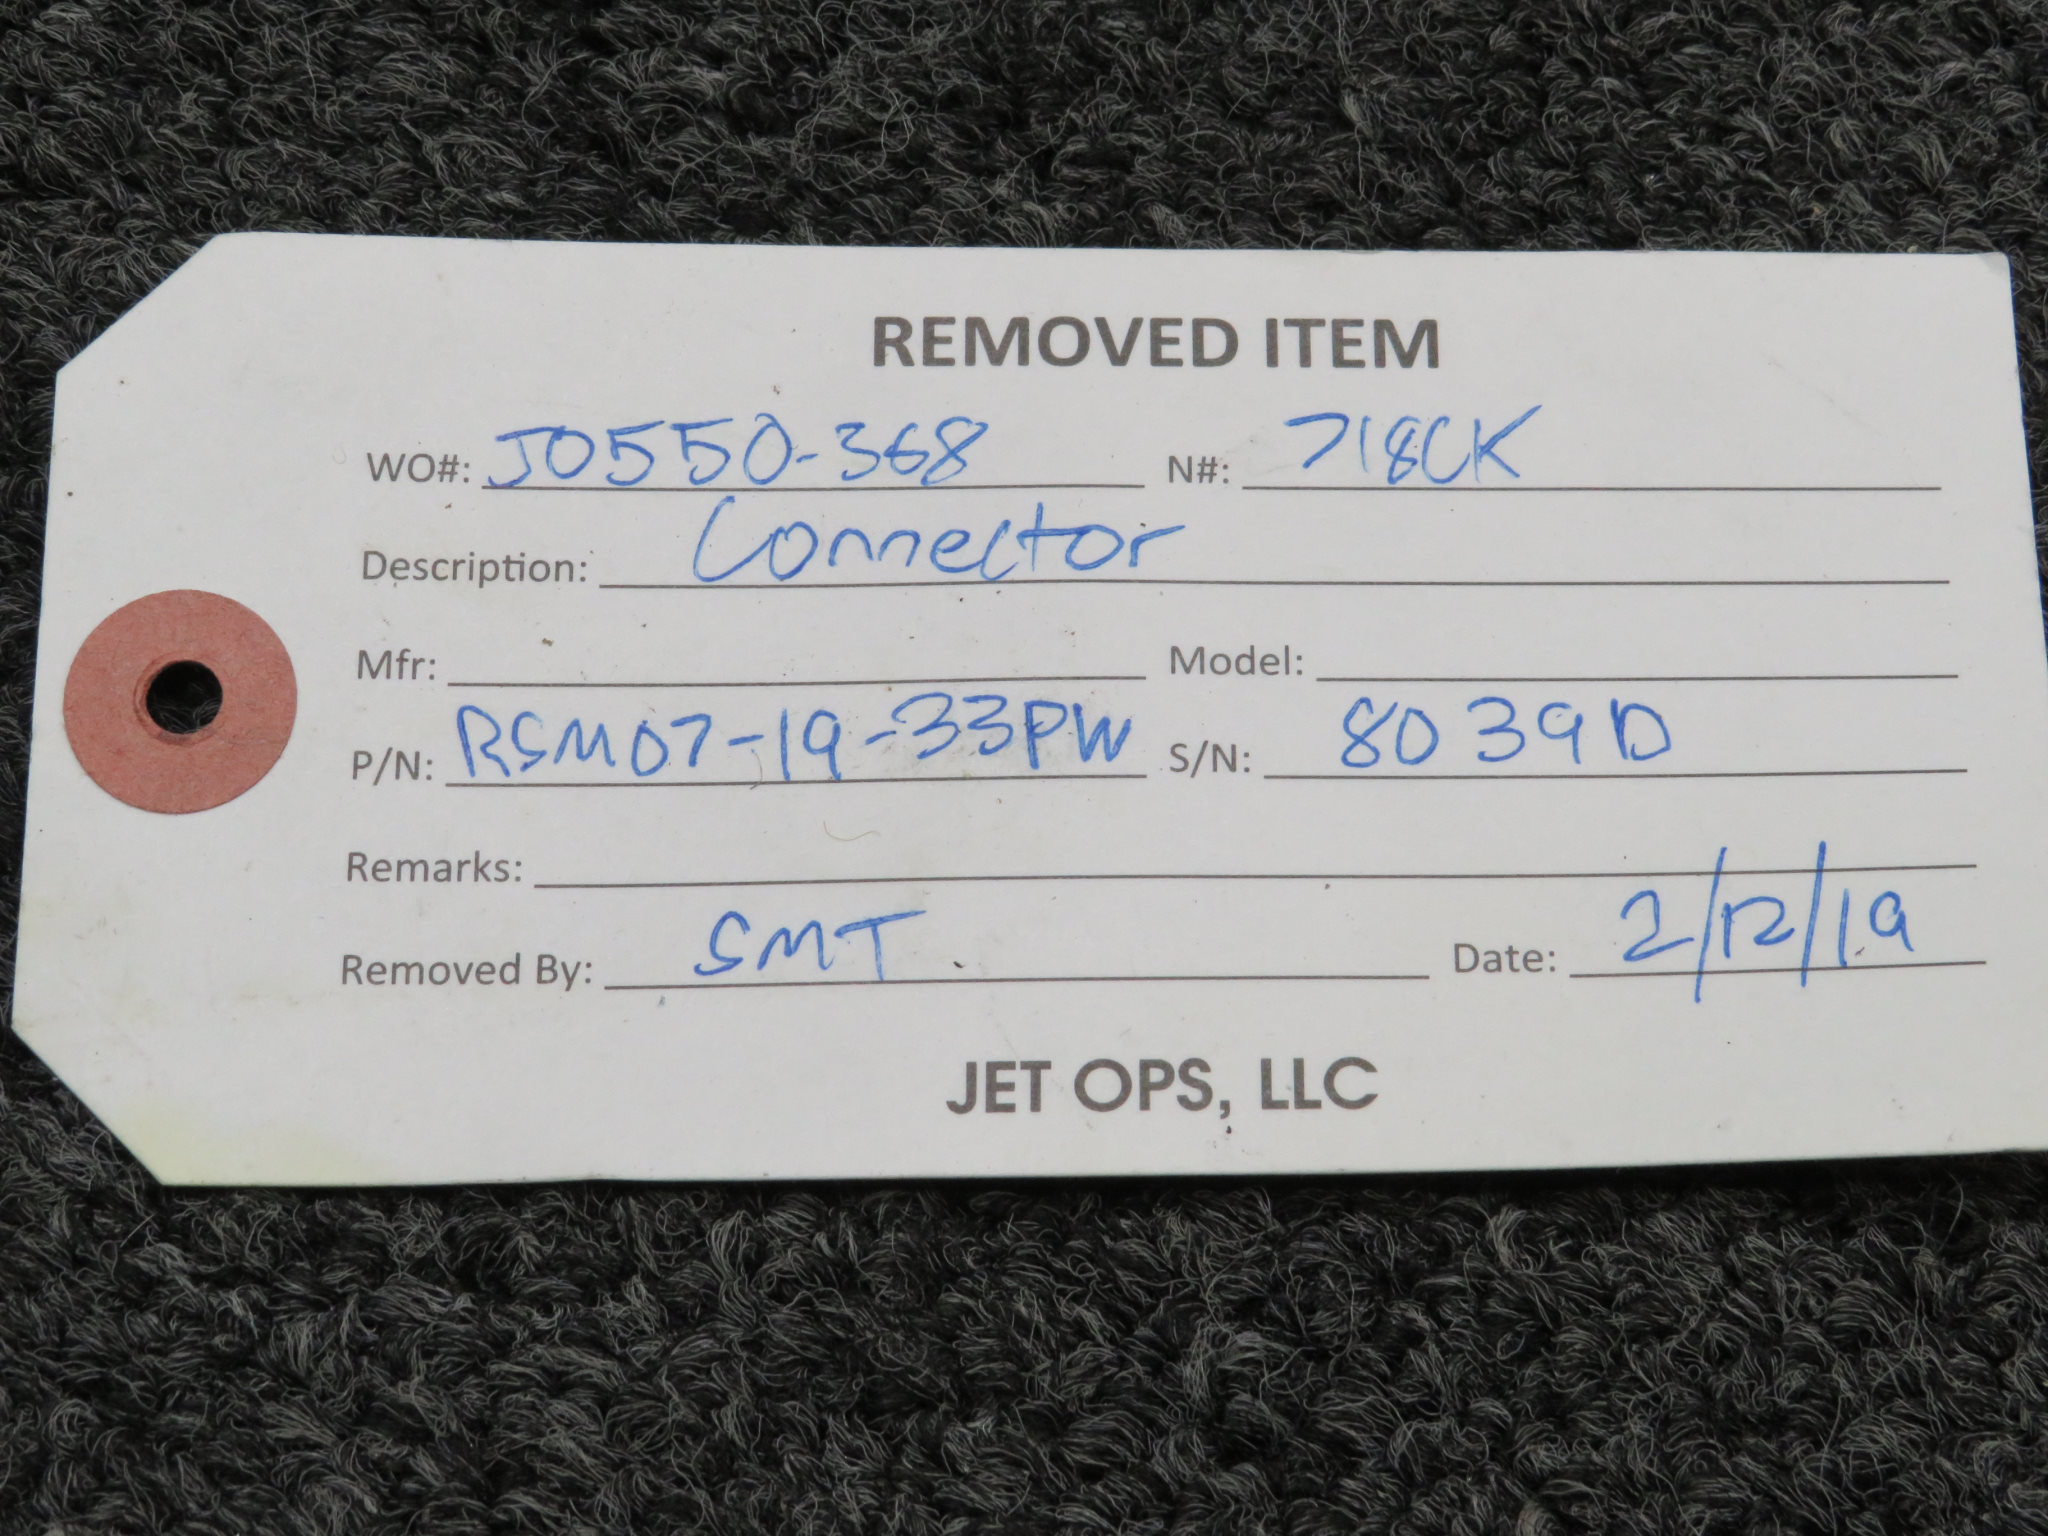 REMOVED ITEM
WO#: JO550-368 N#: 718CK
Description: Connector
Mfr: Model:
P/N: RSM07-19-33PW S/N: 8039D
Remarks:
Removed By: SMT Date: 2/12/19
JET OPS, LLC